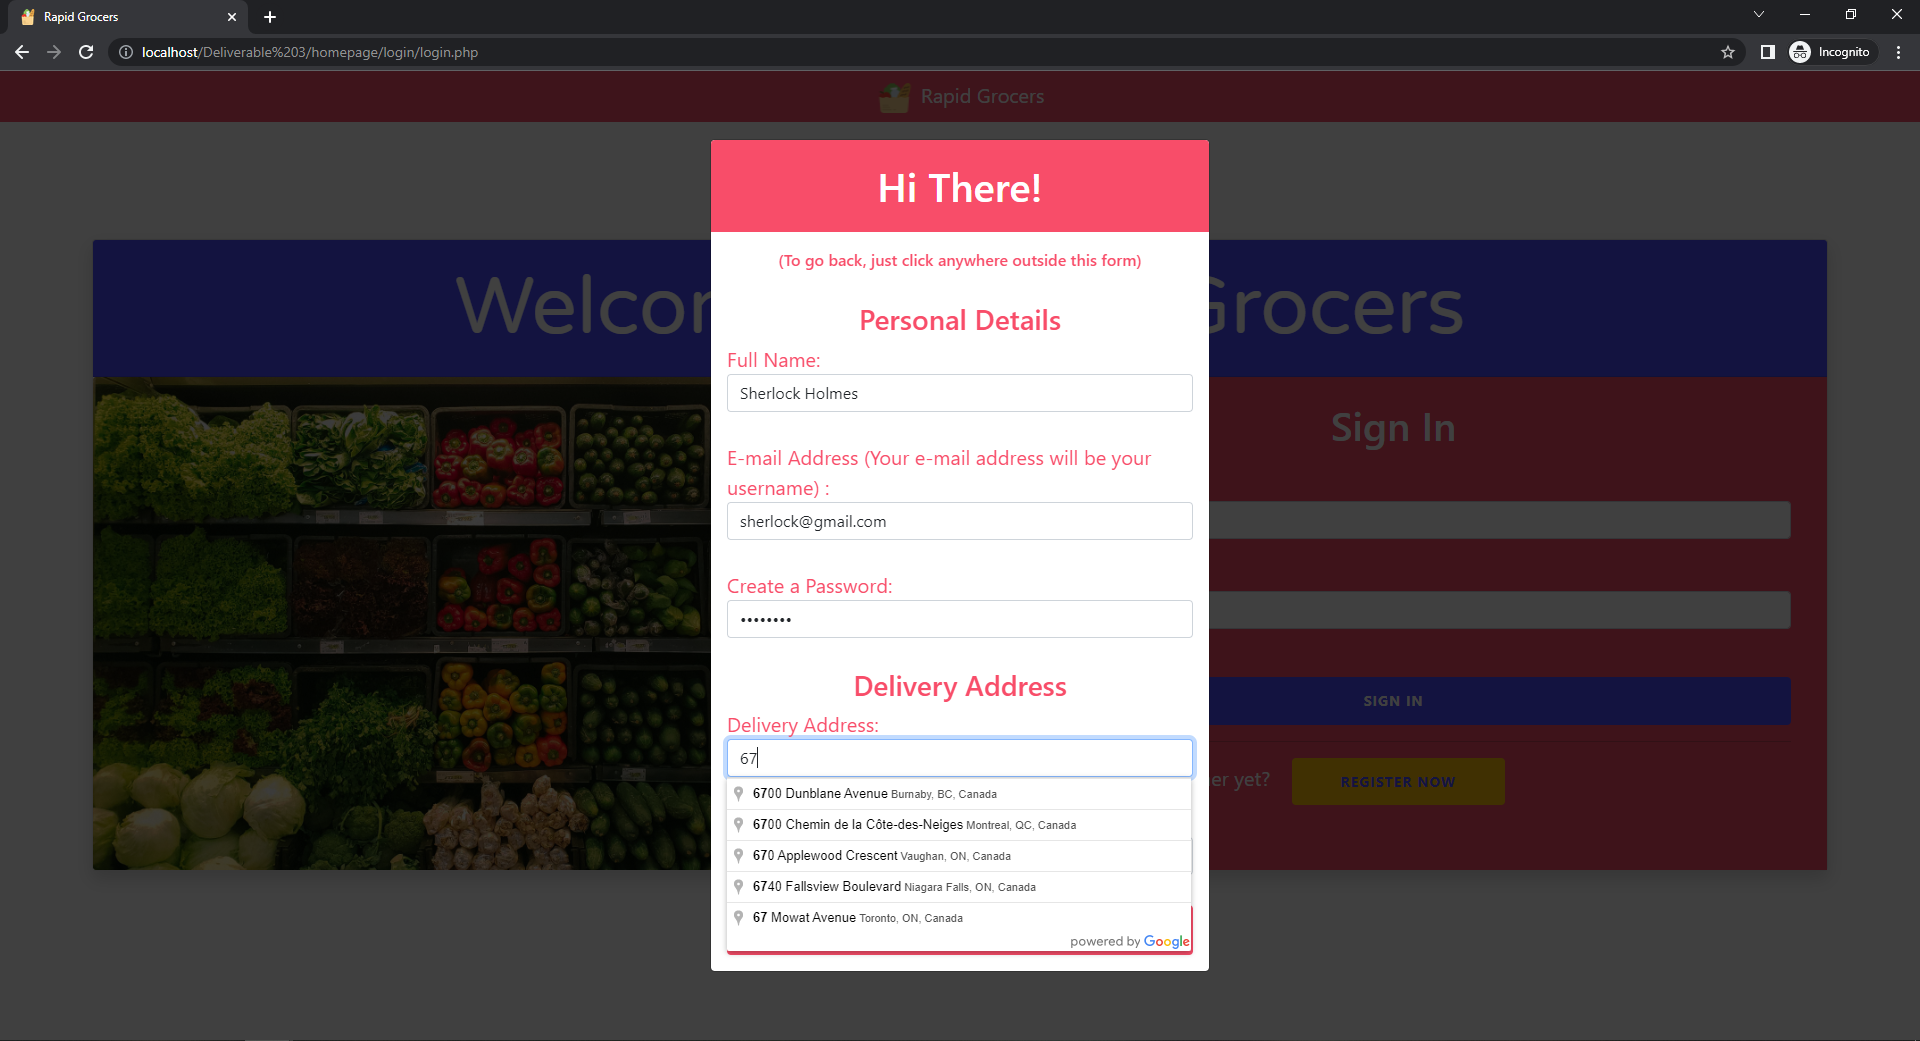 Rapid Grocers
localhost/Deliverable%203/homepage/login/login.php
Incognito
Rapid Grocers
Hi There!
(To go back, just click anywhere outside this form)
Welcom
Grocers
Personal Details
Full Name:
Sherlock Holmes
Sign In
E-mail Address (Your e-mail address will be your
username) :
sherlock@gmail.com
Create a Password:
••••••••
Delivery Address
SIGN IN
Delivery Address:
67
er yet?
REGISTER NOW
6700 Dunblane Avenue Burnaby, BC, Canada
6700 Chemin de la Côte-des-Neiges Montreal, QC, Canada
670 Applewood Crescent Vaughan, ON, Canada
6740 Fallsview Boulevard Niagara Falls, ON, Canada
67 Mowat Avenue Toronto, ON, Canada
powered by Google